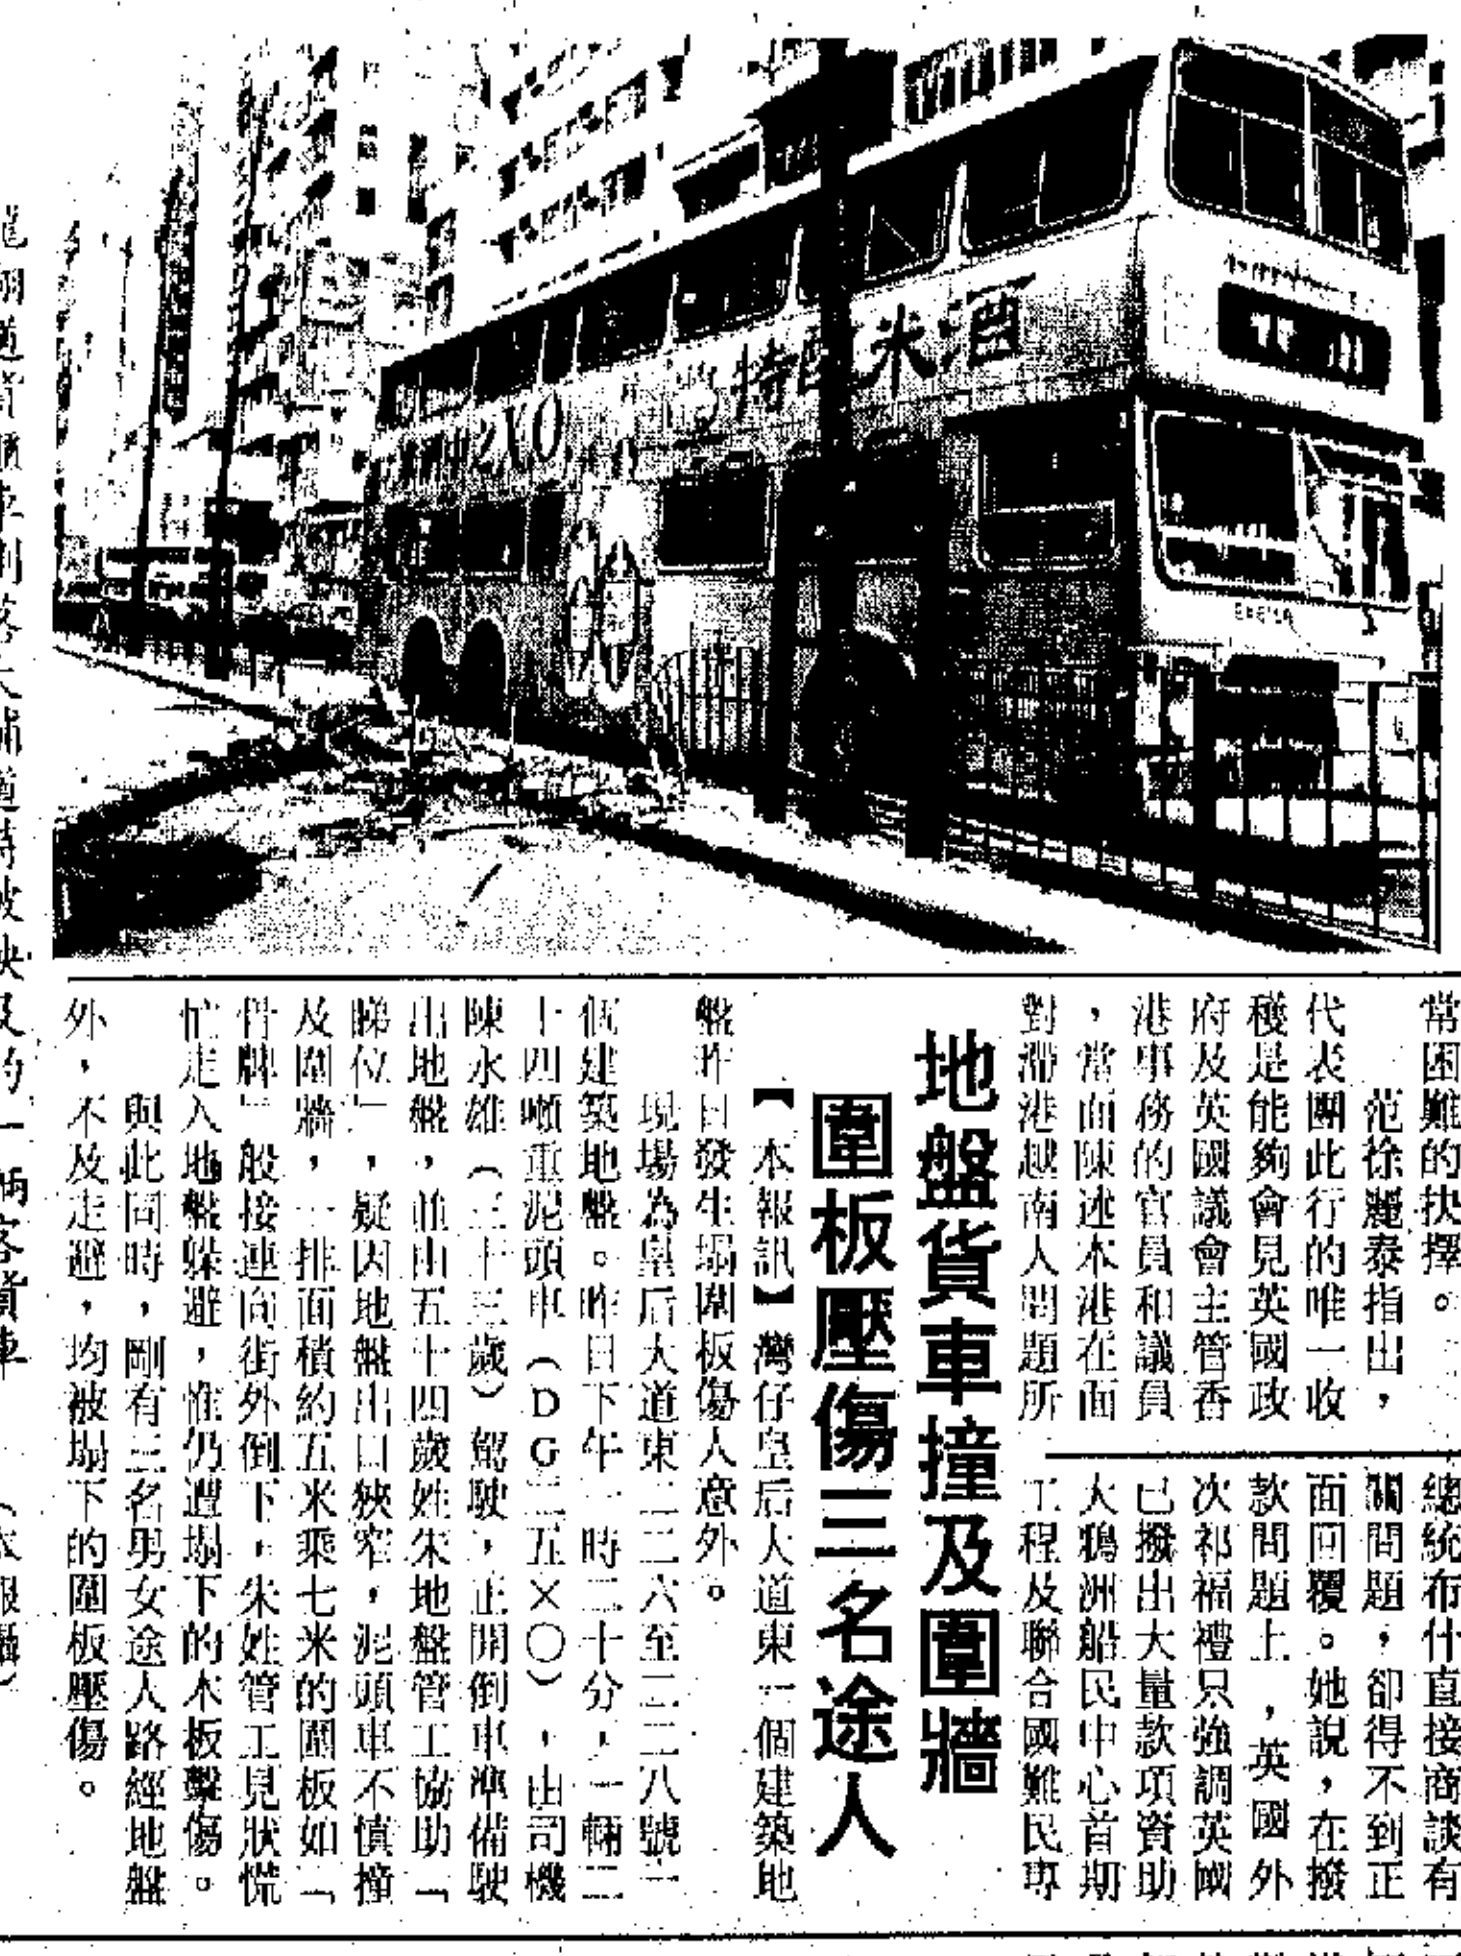 常困難的抉擇。
范徐麗泰指出，
代表團此行的唯一收
穫是能夠會見英國政
府及英國議會主管香
港事務的官員和議員
，當面陳述本港在面
對滯港越南人問題所
總統布什直接商談有
關問題，卻得不到正
面回覆。她說，在撥
款問題上，英國外
次祁福禮只強調英國
已撥出大量款項資助
大鴉洲船民中心首期
工程及聯合國難民專
地盤貨車撞及圍牆
圍板壓傷三名途人
【本報訊】灣仔皇后大道東一個建築地
盤昨日發生塌圍板傷人意外。
現場為皇后大道東二二六至二二八號一
個建築地盤。昨日下午一時二十分，一輛二
十四噸重泥頭車（DG二五×〇），由司機
陳永雄（三十三歲）駕駛，正開倒車準備駛
出地盤，並由五十四歲姓朱地盤管工協助「
睇位」，疑因地盤出口狹窄，泥頭車不慎撞
及圍牆，一排面積約五米乘七米的圍板如「
骨牌」般接連向街外倒下，朱姓管工見狀慌
忙走入地盤躲避，惟仍遭塌下的木板擊傷。
與此同時，剛有三名男女途人路經地盤
外，不及走避，均被塌下的圍板壓傷。
特 米酒
XO